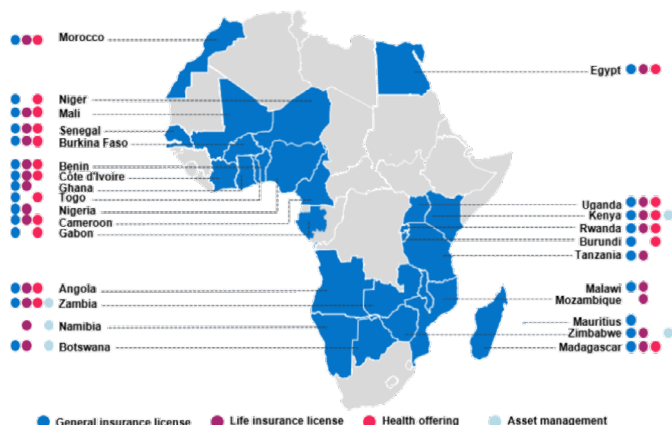 Morocco
Egypt
Niger
Mali
Senegal
Burkina Faso
Benin
Côte d'Ivoire
Ghana
Togo
Nigeria
Cameroon
Gabon
Uganda
Kenya
Rwanda
Burundi
Tanzania
Angola
Zambia
Namibia
Botswana
Malawi
Mozambique
Mauritius
Zimbabwe
Madagascar
General insurance license Life insurance license Health offering Asset management